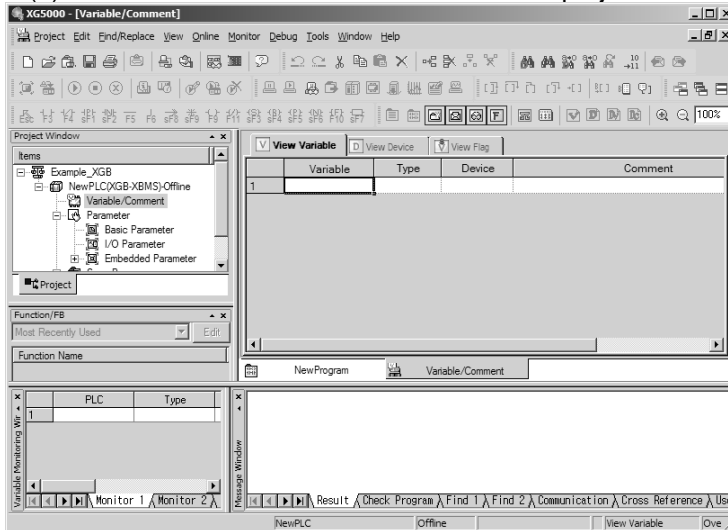 XG5000 - [Variable/Comment]
Project Edit Find/Replace View Online Monitor Debug Tools Window Help
100%
Project Window
Items
Example_XGB
NewPLC(XGB-XBMS)-Offline
Variable/Comment
Parameter
Basic Parameter
I/O Parameter
Embedded Parameter
Project
View Variable View Device View Flag
Variable Type Device Comment
1
Function/FB
Most Recently Used Edit
Function Name
NewProgram Variable/Comment
PLC Type
1
Variable Monitoring Wir
Monitor 1 Monitor 2
Message Window
Result Check Program Find 1 Find 2 Communication Cross Reference Us
NewPLC Offline View Variable Ove